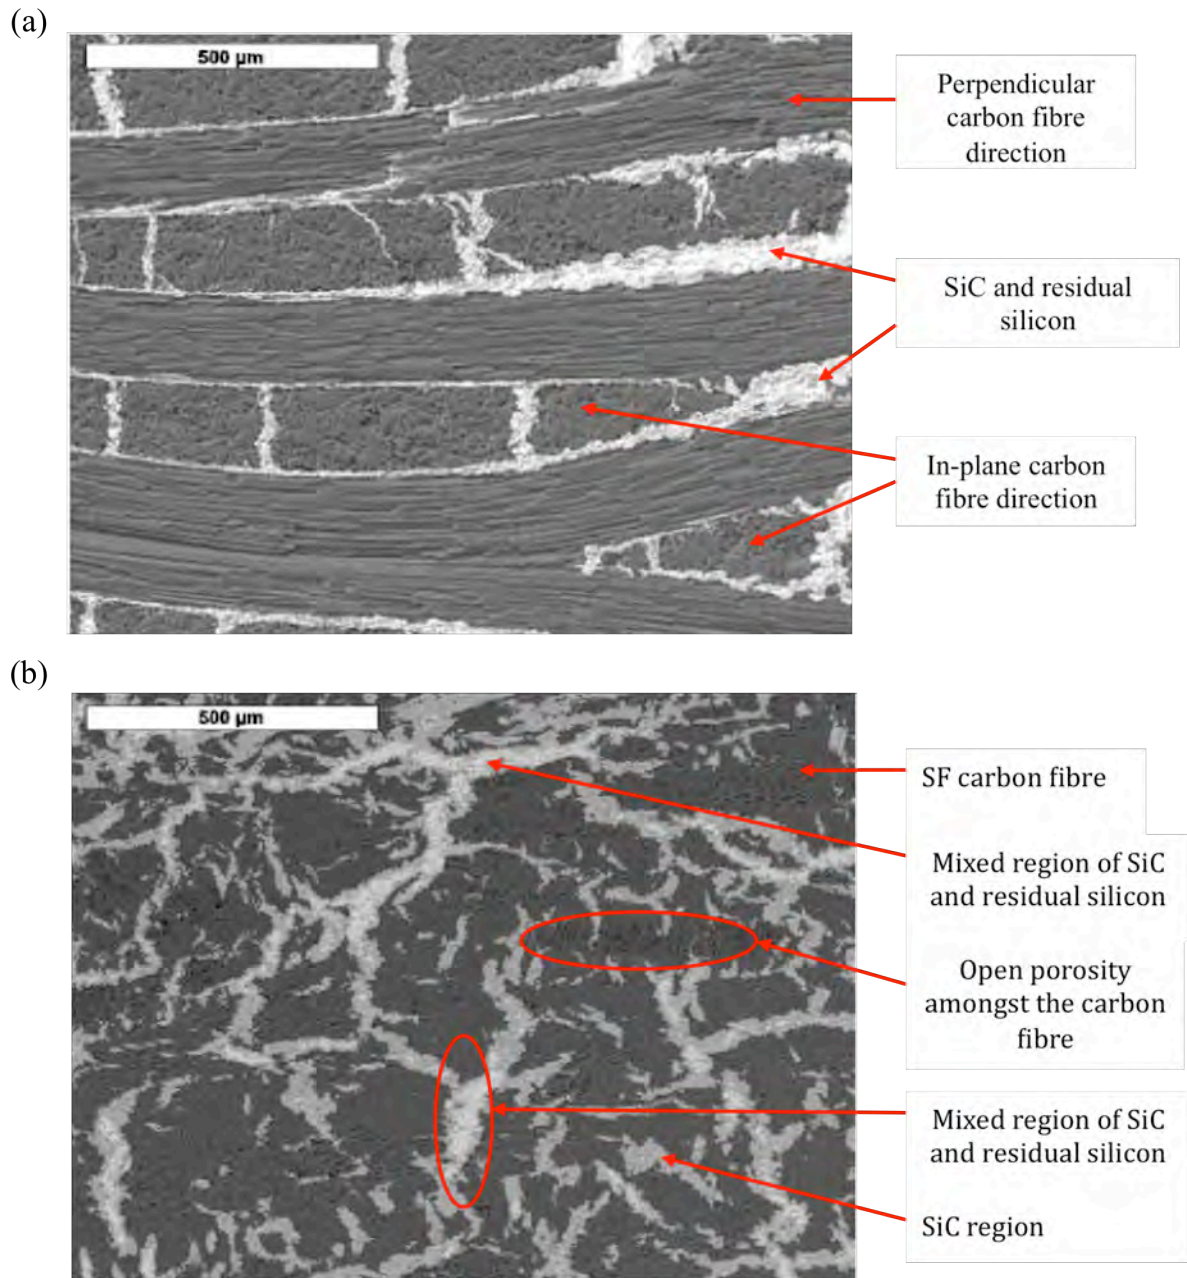 (a)
500 µm
Perpendicular
carbon fibre
direction
SiC and residual
silicon
In-plane carbon
fibre direction
(b)
500 µm
SF carbon fibre
Mixed region of SiC
and residual silicon
Open porosity
amongst the carbon
fibre
Mixed region of SiC
and residual silicon
SiC region